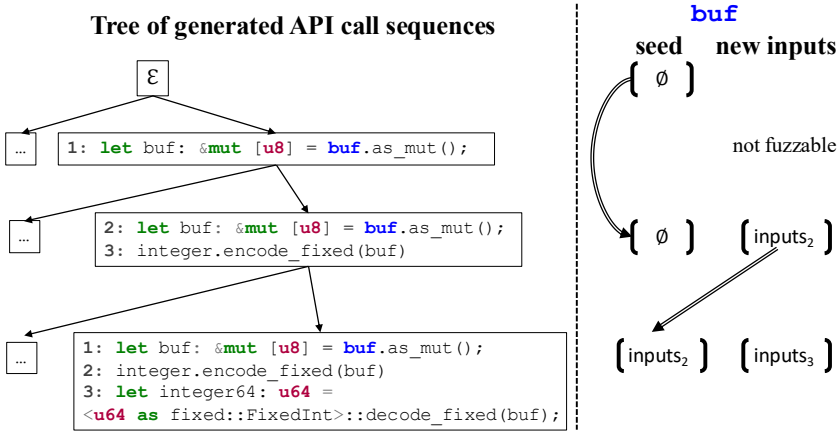 Tree of generated API call sequences
ε
...
1: let buf: &mut [u8] = buf.as_mut();
...
2: let buf: &mut [u8] = buf.as_mut();
3: integer.encode_fixed(buf)
...
1: let buf: &mut [u8] = buf.as_mut();
2: integer.encode_fixed(buf)
3: let integer64: u64 =
<u64 as fixed::FixedInt>::decode_fixed(buf);
buf
seed new inputs
[ ∅ ]
not fuzzable
[ ∅ ] [inputs₂]
[inputs₂] [inputs₃]